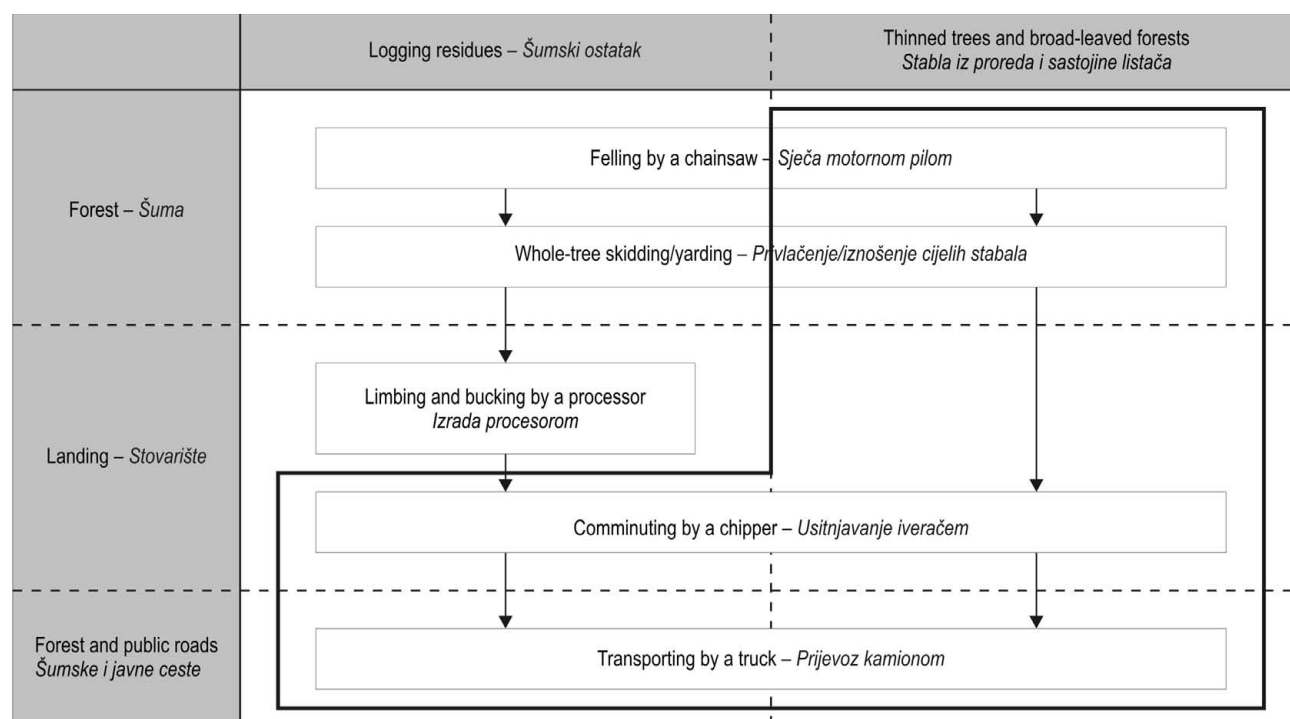 Logging residues – Šumski ostatak
Thinned trees and broad-leaved forests
Stabla iz proreda i sastojine listača
Forest – Šuma
Felling by a chainsaw – Sječa motornom pilom
Whole-tree skidding/yarding – Privlačenje/iznošenje cijelih stabala
Landing – Stovarište
Limbing and bucking by a processor
Izrada procesorom
Comminuting by a chipper – Usitnjavanje iveračem
Forest and public roads
Šumske i javne ceste
Transporting by a truck – Prijevoz kamionom